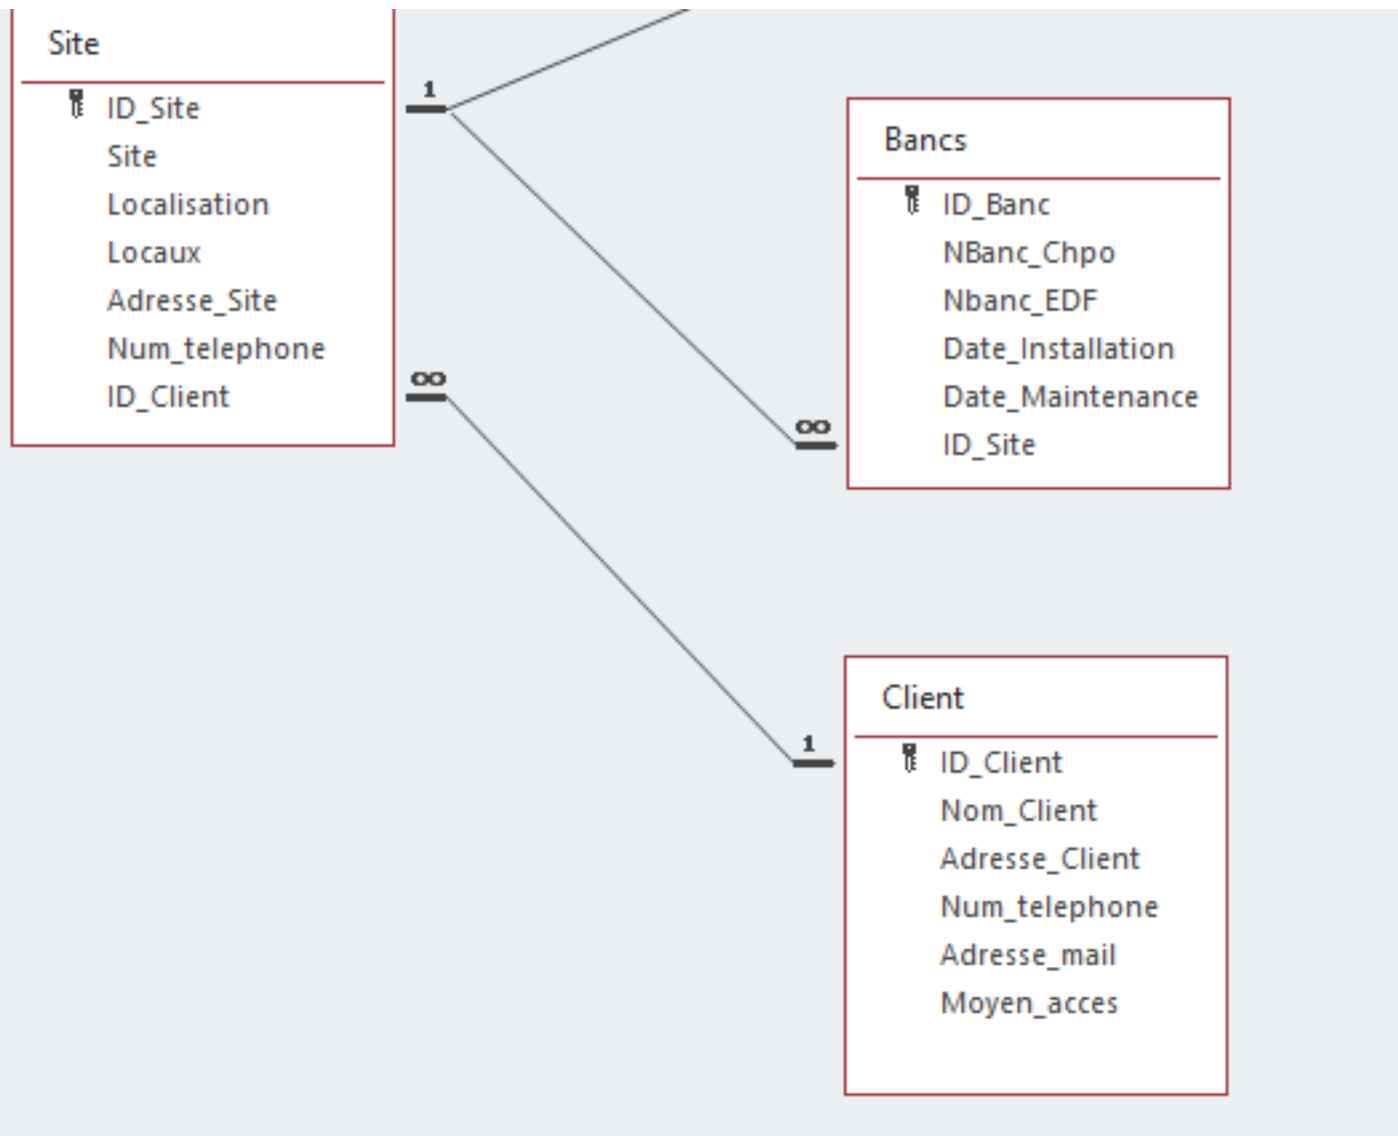 Site
ID_Site
Site
Localisation
Locaux
Adresse_Site
Num_telephone
ID_Client
1
∞
Bancs
ID_Banc
NBanc_Chpo
Nbanc_EDF
Date_Installation
Date_Maintenance
ID_Site
∞
Client
ID_Client
Nom_Client
Adresse_Client
Num_telephone
Adresse_mail
Moyen_acces
1